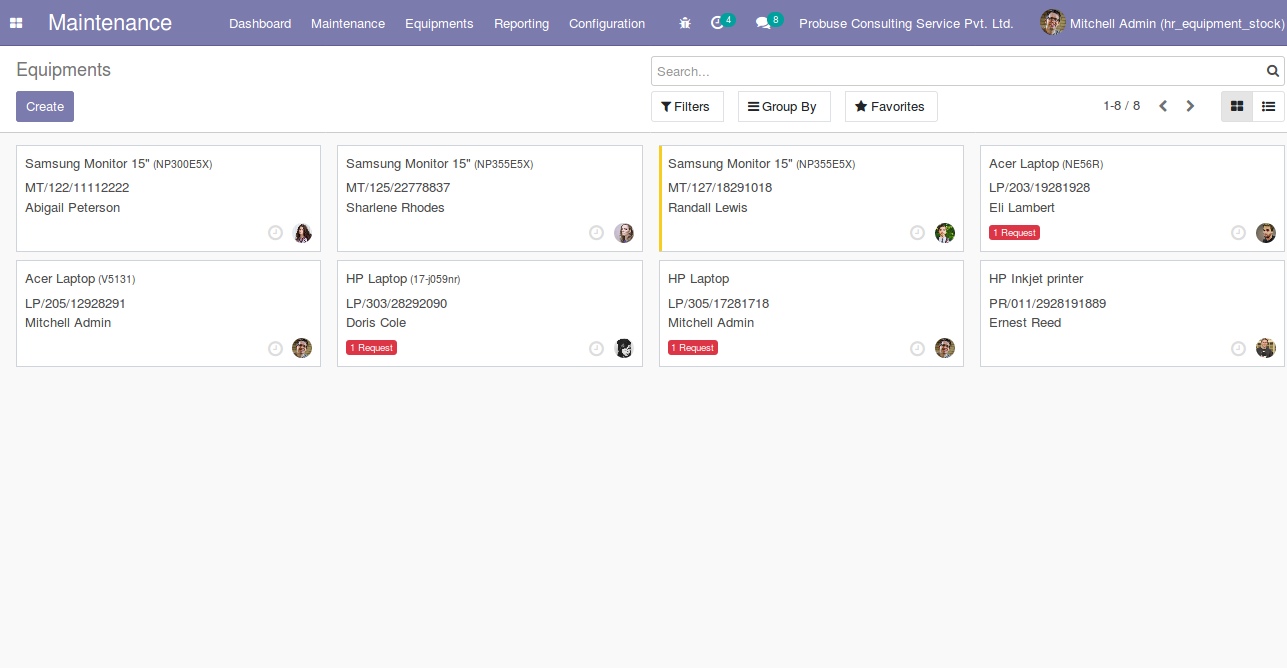 Maintenance Dashboard Maintenance Equipments Reporting Configuration 4 8 Probuse Consulting Service Pvt. Ltd. Mitchell Admin (hr_equipment_stock)
Equipments
Search...
Create
Filters Group By Favorites 1-8 / 8
Samsung Monitor 15" (NP300E5X)
MT/122/11112222
Abigail Peterson
Samsung Monitor 15" (NP355E5X)
MT/125/22778837
Sharlene Rhodes
Samsung Monitor 15" (NP355E5X)
MT/127/18291018
Randall Lewis
Acer Laptop (NE56R)
LP/203/19281928
Eli Lambert
1 Request
Acer Laptop (V5131)
LP/205/12928291
Mitchell Admin
HP Laptop (17-j059nr)
LP/303/28292090
Doris Cole
1 Request
HP Laptop
LP/305/17281718
Mitchell Admin
1 Request
HP Inkjet printer
PR/011/2928191889
Ernest Reed